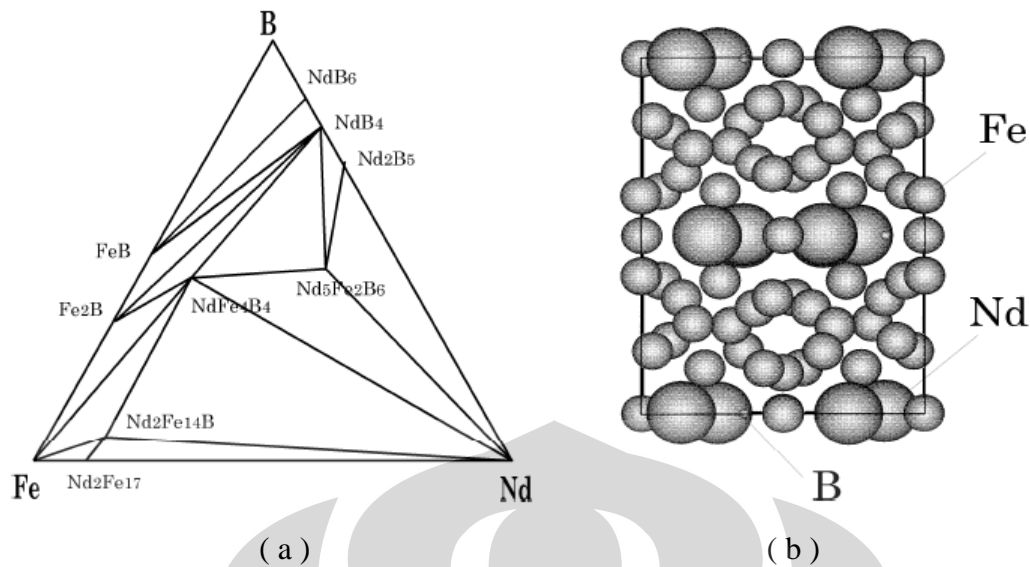 B
NdB6
NdB4
Nd2B5
FeB
Fe2B
NdFe4B4
Nd5Fe2B6
Nd2Fe14B
Fe
Nd2Fe17
Nd
( a )
Fe
Nd
B
( b )